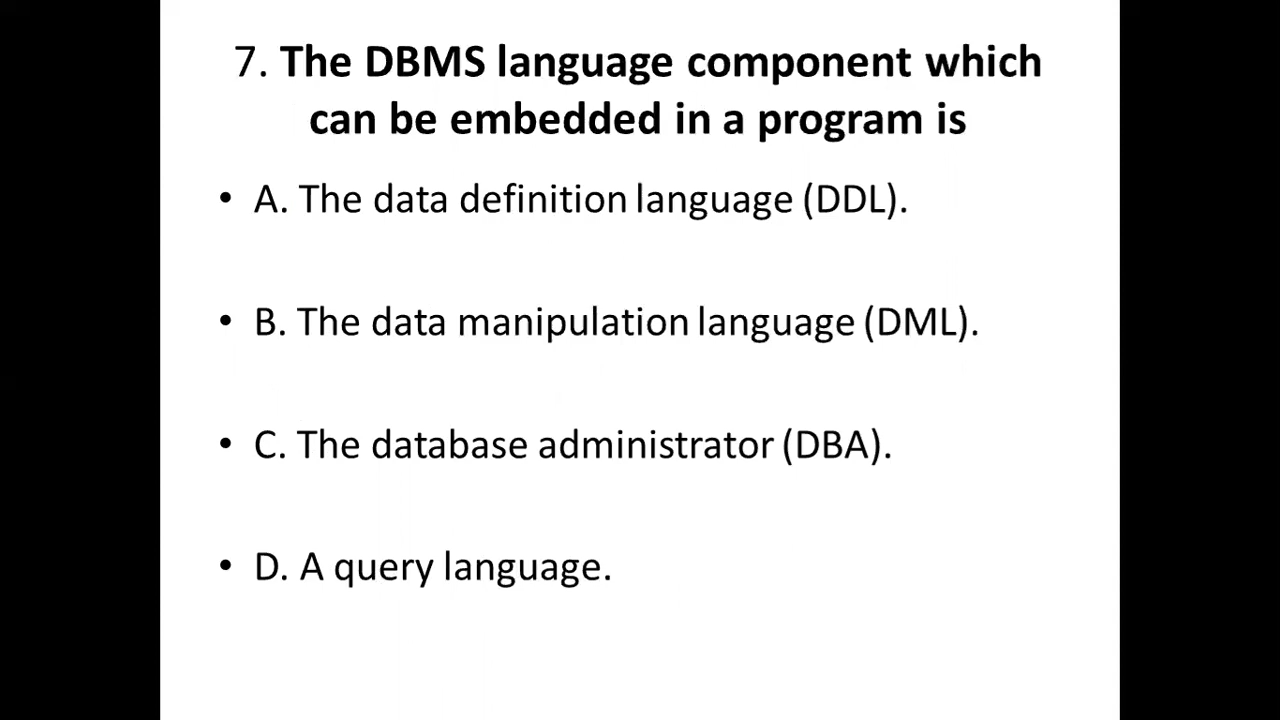 7. The DBMS language component which
can be embedded in a program is
• A. The data definition language (DDL).
• B. The data manipulation language (DML).
• C. The database administrator (DBA).
• D. A query language.